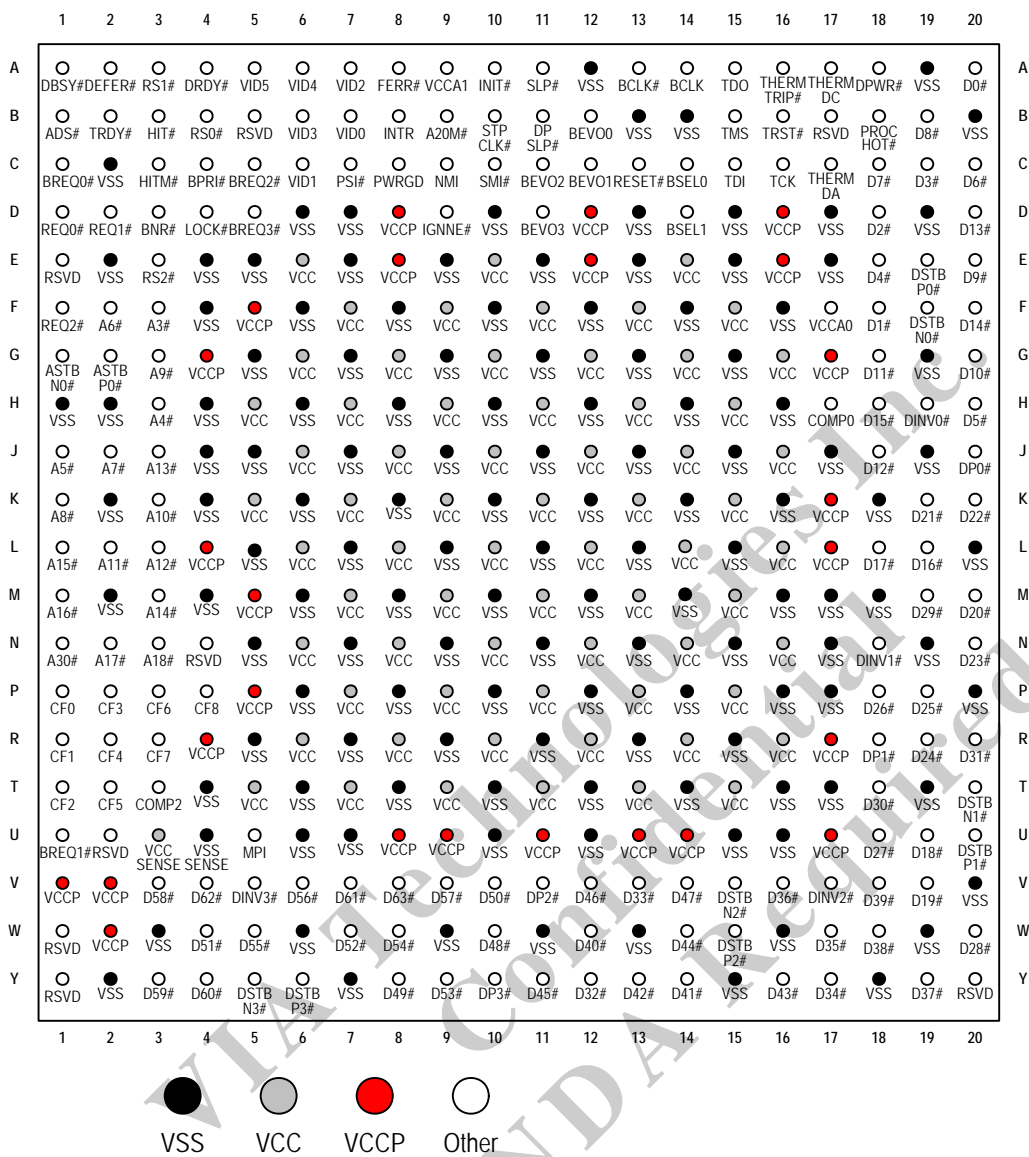 1 2 3 4 5 6 7 8 9 10 11 12 13 14 15 16 17 18 19 20
A DBSY# DEFER# RS1# DRDY# VID5 VID4 VID2 FERR# VCCA1 INIT# SLP# VSS BCLK# BCLK TDO THERM TRIP# THERM DC DPWR# VSS D0# A
B ADS# TRDY# HIT# RS0# RSVD VID3 VID0 INTR A20M# STP CLK# DP SLP# BEVO0 VSS VSS TMS TRST# RSVD PROC HOT# D8# VSS B
C BREQ0# VSS HITM# BPRI# BREQ2# VID1 PSI# PWRGD NMI SMI# BEVO2 BEVO1 RESET# BSEL0 TDI TCK THERM DA D7# D3# D6# C
D REQ0# REQ1# BNR# LOCK# BREQ3# VSS VSS VCCP IGNNE# VSS BEVO3 VCCP VSS BSEL1 VSS VCCP VSS D2# VSS D13# D
E RSVD VSS RS2# VSS VSS VCC VSS VCCP VSS VCC VSS VCCP VSS VCC VSS VCCP VSS D4# DSTB P0# D9# E
F REQ2# A6# A3# VSS VCCP VSS VCC VSS VCC VSS VCC VSS VCC VSS VCC VSS VCCA0 D1# DSTB N0# D14# F
G ASTB N0# ASTB P0# A9# VCCP VSS VCC VSS VCC VSS VCC VSS VCC VSS VCC VSS VCC VCCP D11# VSS D10# G
H VSS VSS A4# VSS VCC VSS VCC VSS VCC VSS VCC VSS VCC VSS VCC VSS COMP0 D15# DINV0# D5# H
J A5# A7# A13# VSS VSS VCC VSS VCC VSS VCC VSS VCC VSS VCC VSS VCC VSS D12# VSS DP0# J
K A8# VSS A10# VSS VCC VSS VCC VSS VCC VSS VCC VSS VCC VSS VCC VSS VCCP VSS D21# D22# K
L A15# A11# A12# VCCP VSS VCC VSS VCC VSS VCC VSS VCC VSS VCC VSS VCC VCCP D17# D16# VSS L
M A16# VSS A14# VSS VCCP VSS VCC VSS VCC VSS VCC VSS VCC VSS VCC VSS VSS VSS D29# D20# M
N A30# A17# A18# RSVD VSS VCC VSS VCC VSS VCC VSS VCC VSS VCC VSS VCC VSS DINV1# VSS D23# N
P CF0 CF3 CF6 CF8 VCCP VSS VCC VSS VCC VSS VCC VSS VCC VSS VCC VSS VSS D26# D25# VSS P
R CF1 CF4 CF7 VCCP VSS VCC VSS VCC VSS VCC VSS VCC VSS VCC VSS VCC VCCP DP1# D24# D31# R
T CF2 CF5 COMP2 VSS VCC VSS VCC VSS VCC VSS VCC VSS VCC VSS VCC VSS VSS D30# VSS DSTB N1# T
U BREQ1# RSVD VCC SENSE VSS SENSE MPI VSS VSS VCCP VCCP VSS VCCP VSS VCCP VCCP VSS VSS VCCP D27# D18# DSTB P1# U
V VCCP VCCP D58# D62# DINV3# D56# D61# D63# D57# D50# DP2# D46# D33# D47# DSTB N2# D36# DINV2# D39# D19# VSS V
W RSVD VCCP VSS D51# D55# VSS D52# D54# VSS D48# VSS D40# VSS D44# DSTB P2# VSS D35# D38# VSS D28# W
Y RSVD VSS D59# D60# DSTB N3# DSTB P3# VSS D49# D53# DP3# D45# D32# D42# D41# VSS D43# D34# VSS D37# RSVD Y
1 2 3 4 5 6 7 8 9 10 11 12 13 14 15 16 17 18 19 20
VSS VCC VCCP Other
VIA Technologies Inc.
Confidential
NDA Required